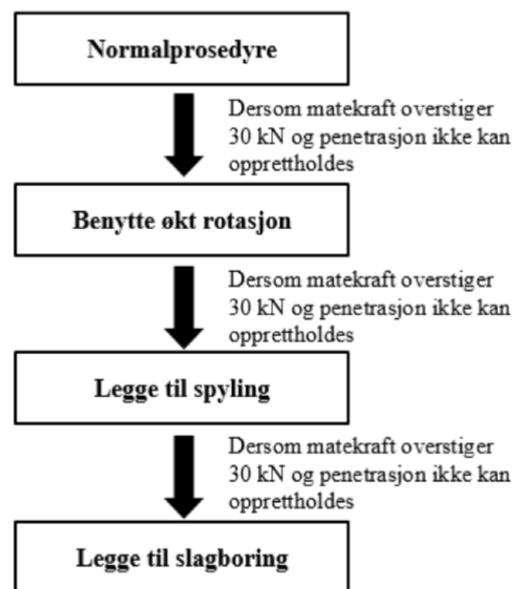 Normalprosedyre
Dersom matekraft overstiger
30 kN og penetrasjon ikke kan
opprettholdes
Benytte økt rotasjon
Dersom matekraft overstiger
30 kN og penetrasjon ikke kan
opprettholdes
Legge til spyling
Dersom matekraft overstiger
30 kN og penetrasjon ikke kan
opprettholdes
Legge til slagboring